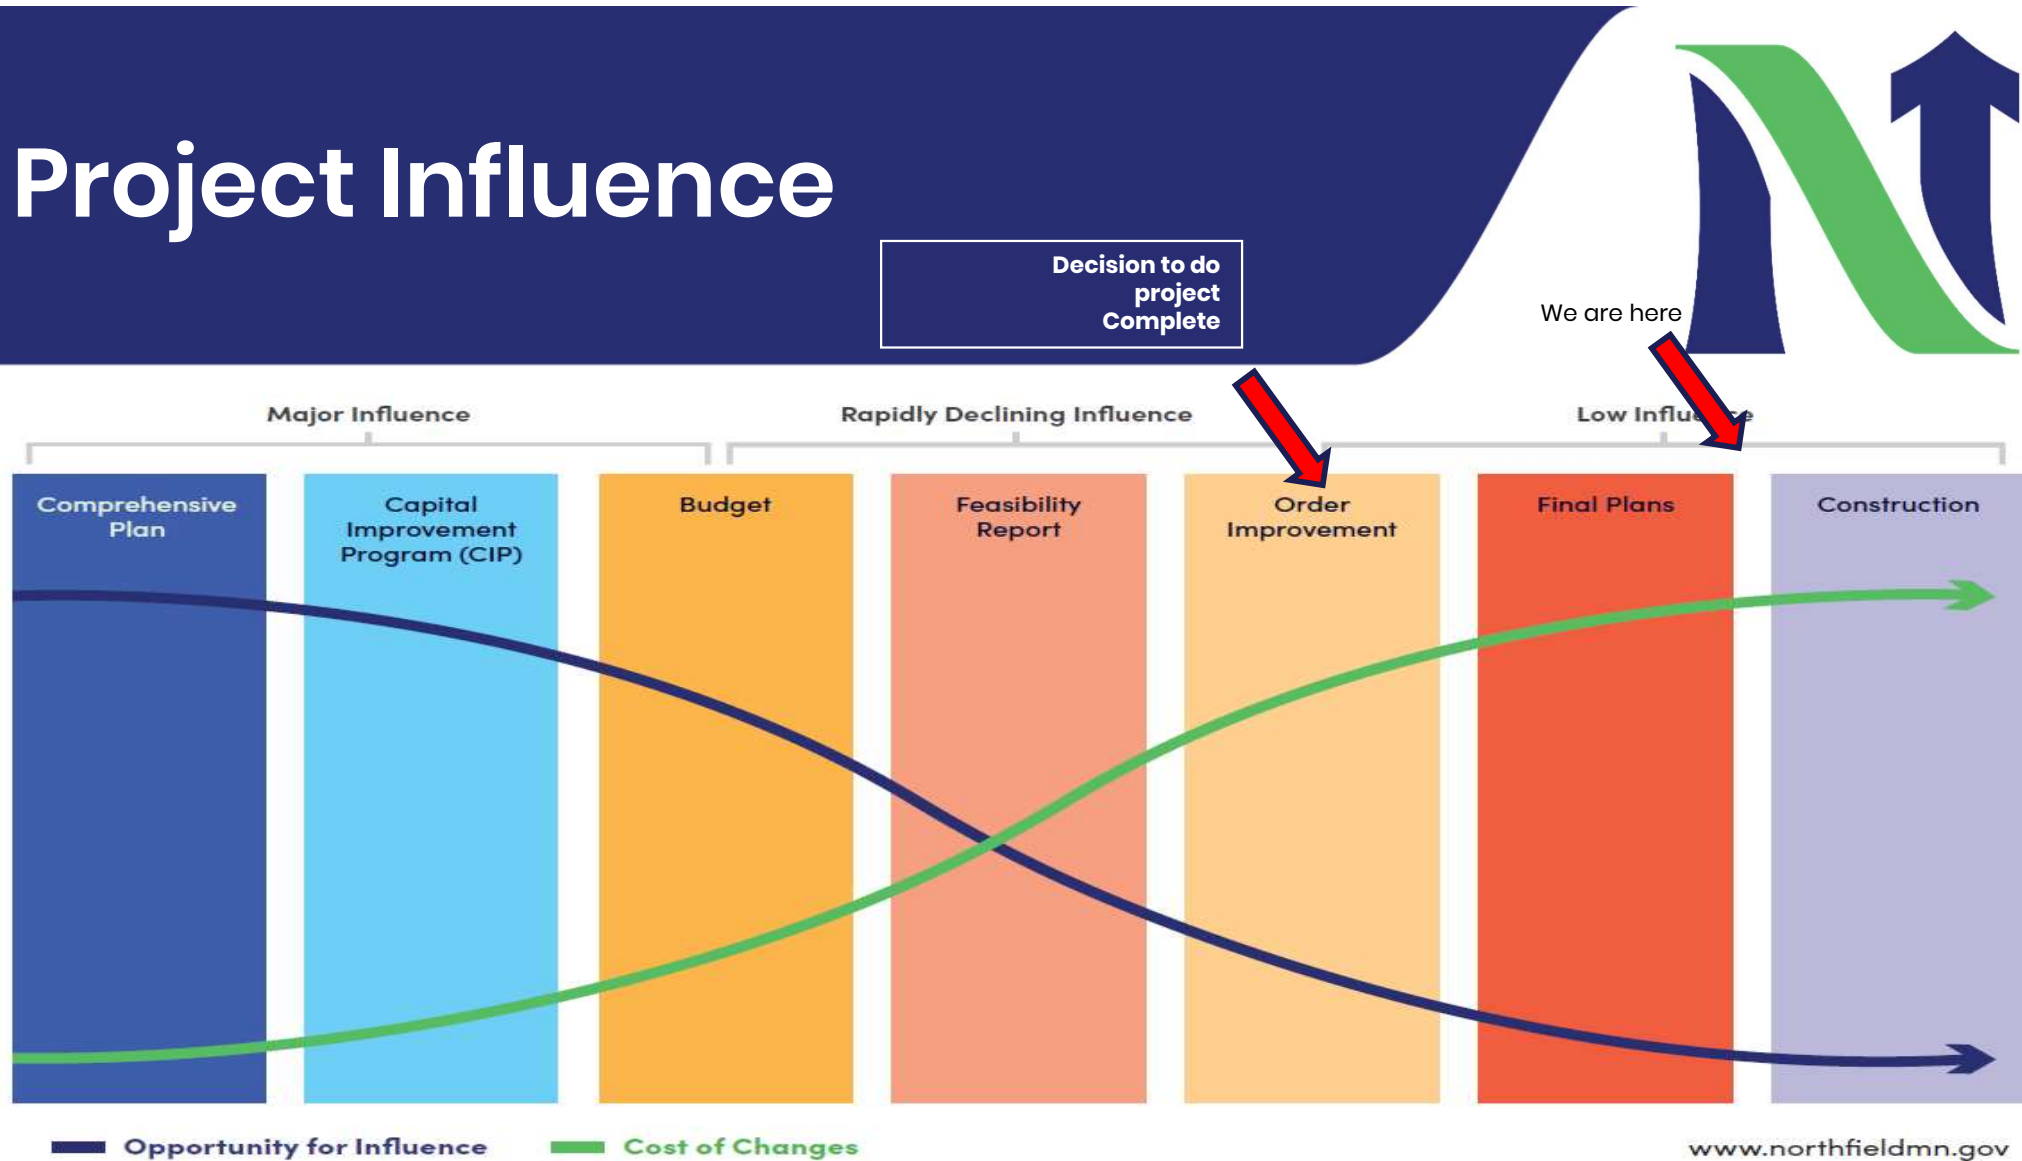 Project Influence
Decision to do
project
Complete
We are here
Major Influence
Rapidly Declining Influence
Low Influence
Comprehensive
Plan
Capital
Improvement
Program (CIP)
Budget
Feasibility
Report
Order
Improvement
Final Plans
Construction
Opportunity for Influence
Cost of Changes
www.northfieldmn.gov